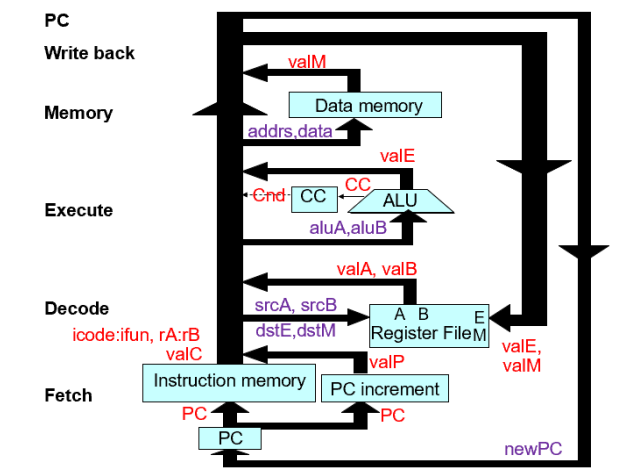 PC
Write back
valM
Data memory
Memory
addrs,data
valE
CC
Cnd
CC
ALU
Execute
aluA,aluB
valA, valB
Decode
srcA, srcB
A B
E
dstE,dstM
Register File
M
icode:ifun, rA:rB
valC
valE,
valM
valP
Instruction memory
PC increment
Fetch
PC
PC
PC
newPC